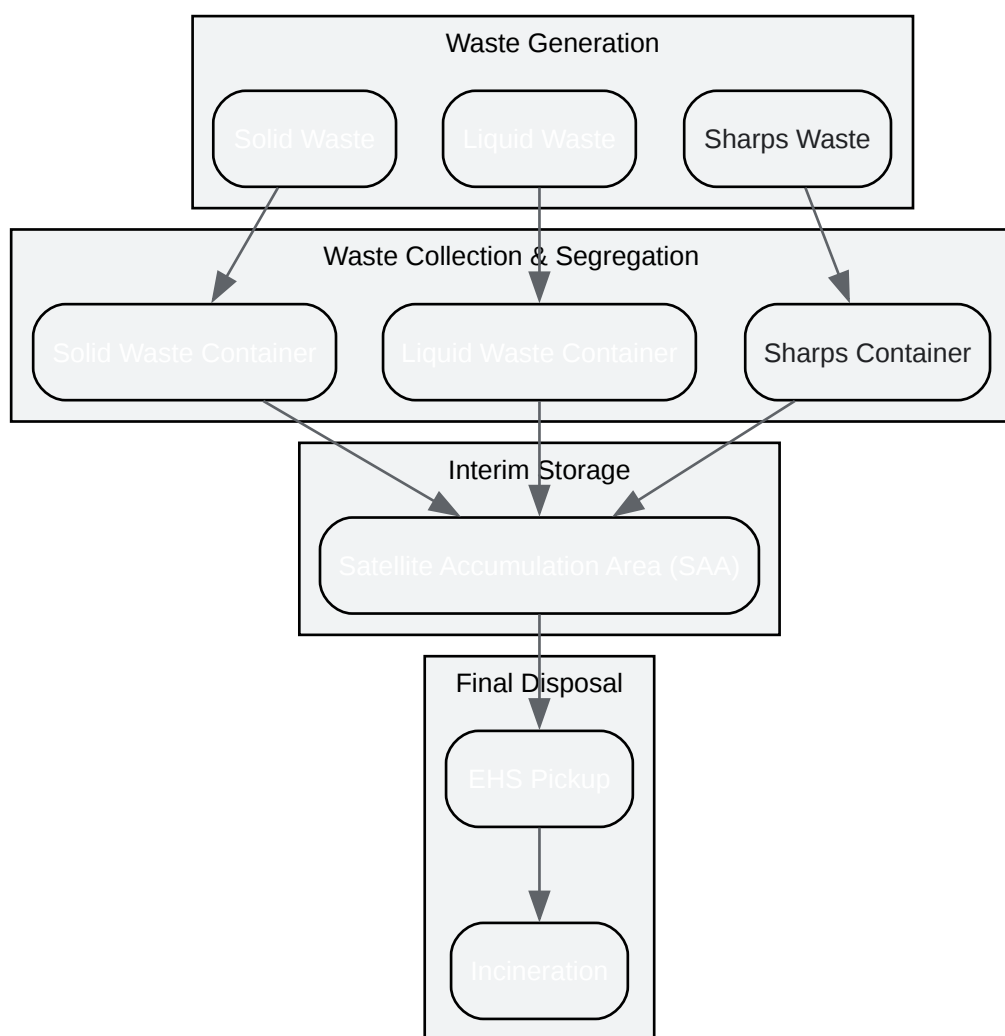 Waste Generation
Solid Waste
Liquid Waste
Sharps Waste
Waste Collection & Segregation
Solid Waste Container
Liquid Waste Container
Sharps Container
Interim Storage
Satellite Accumulation Area (SAA)
Final Disposal
EHS Pickup
Incineration